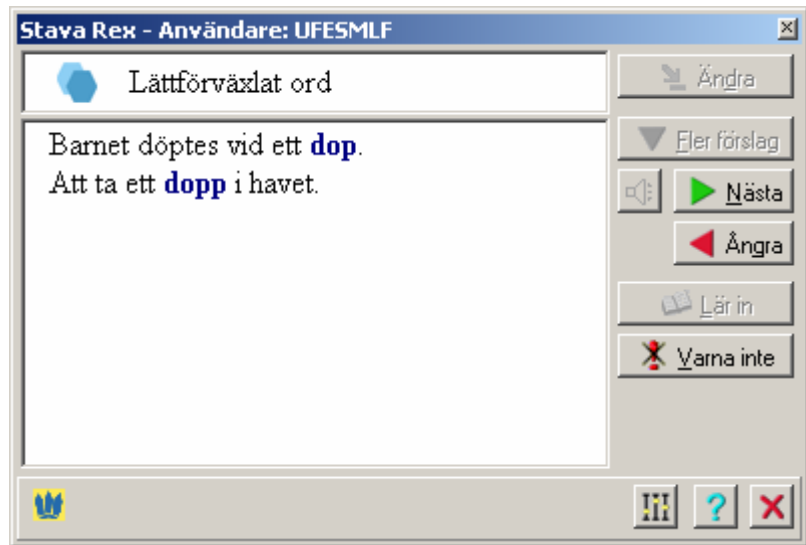 Stava Rex - Användare: UFESMLF
Lättförväxlat ord
Ändra
Barnet döptes vid ett dop.
Att ta ett dopp i havet.
Fler förslag
Nästa
Ångra
Lär in
Varna inte